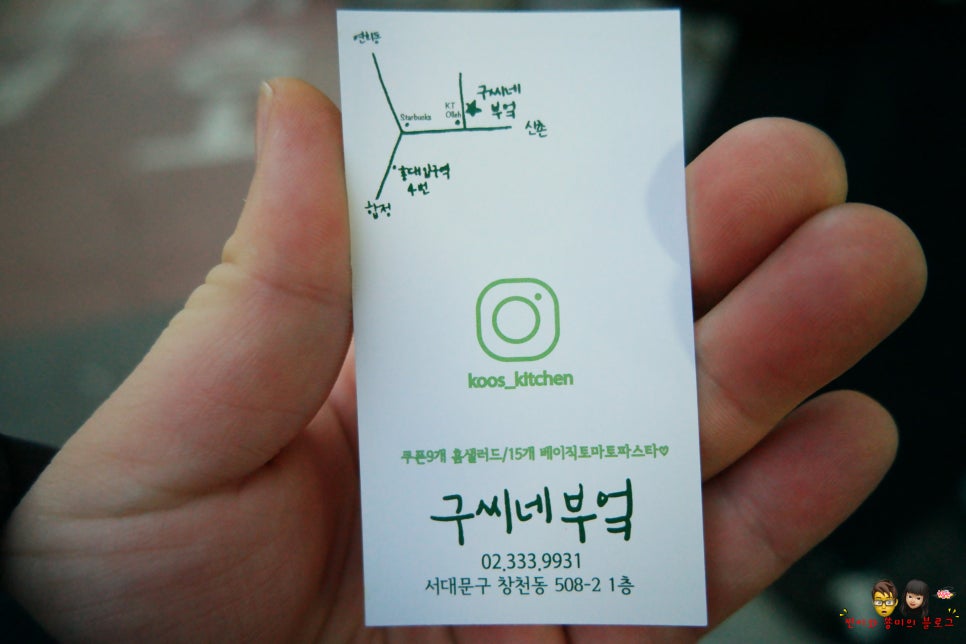 연희동
Starbucks
KT
Olleh
구씨네
부엌
신촌
홍대입구역
4번
합정
koos_kitchen
쿠폰9개 홈샐러드/15개 베이직토마토파스타♡
구씨네부엌
02.333.9931
서대문구 창천동 508-2 1층
블로그